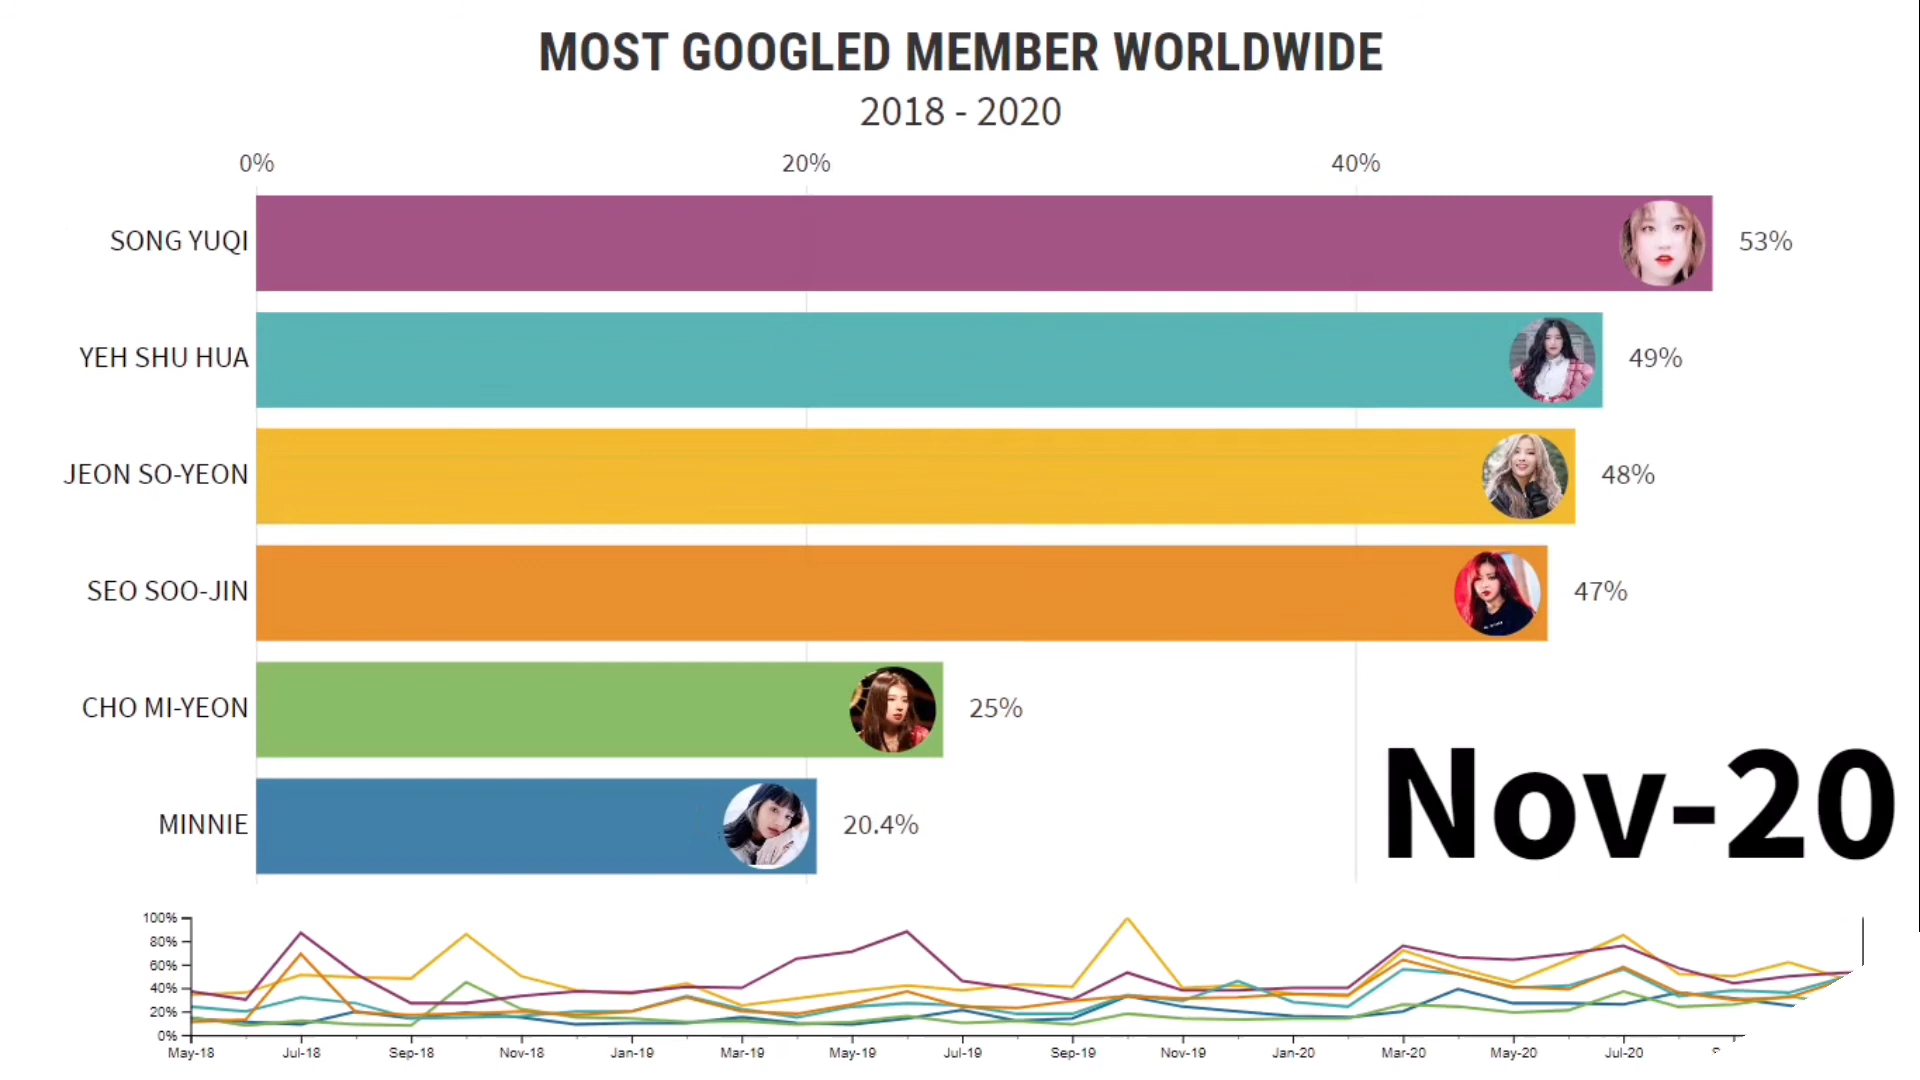 MOST GOOGLED MEMBER WORLDWIDE
2018 - 2020
0% 20% 40%
SONG YUQI 53%
YEH SHU HUA 49%
JEON SO-YEON 48%
SEO SOO-JIN 47%
CHO MI-YEON 25%
MINNIE 20.4%
Nov-20
100%
80%
60%
40%
20%
0%
May-18 Jul-18 Sep-18 Nov-18 Jan-19 Mar-19 May-19 Jul-19 Sep-19 Nov-19 Jan-20 Mar-20 May-20 Jul-20